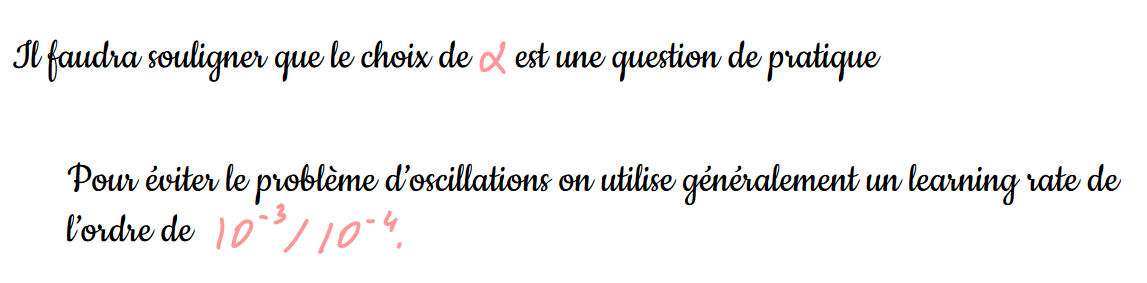 Il faudra souligner que le choix de α est une question de pratique
Pour éviter le problème d'oscillations on utilise généralement un learning rate de
l'ordre de 10⁻³/10⁻⁴.